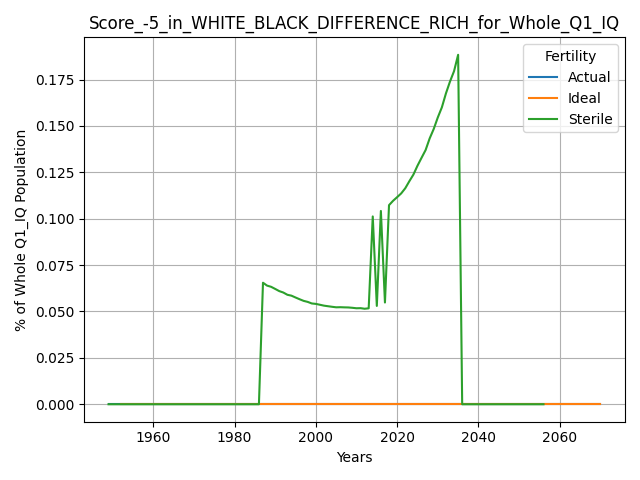 Score_-5_in_WHITE_BLACK_DIFFERENCE_RICH_for_Whole_Q1_IQ
Fertility
Actual
Ideal
Sterile
% of Whole Q1_IQ Population
0.175
0.150
0.125
0.100
0.075
0.050
0.025
0.000
1960
1980
2000
2020
2040
2060
Years